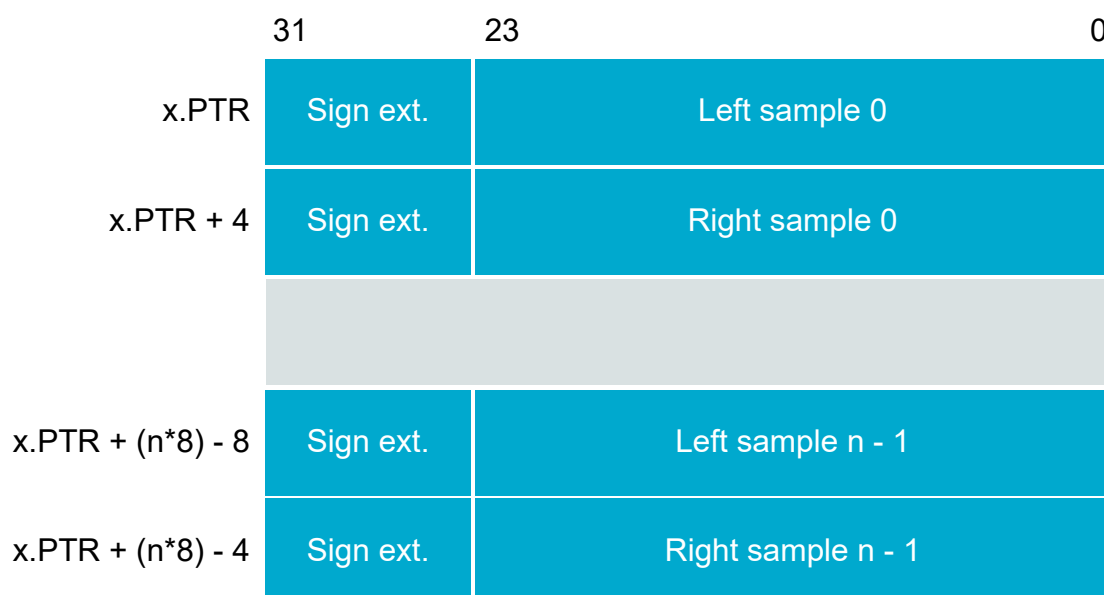 31 23 0
x.PTR Sign ext. Left sample 0
x.PTR + 4 Sign ext. Right sample 0
x.PTR + (n*8) - 8 Sign ext. Left sample n - 1
x.PTR + (n*8) - 4 Sign ext. Right sample n - 1